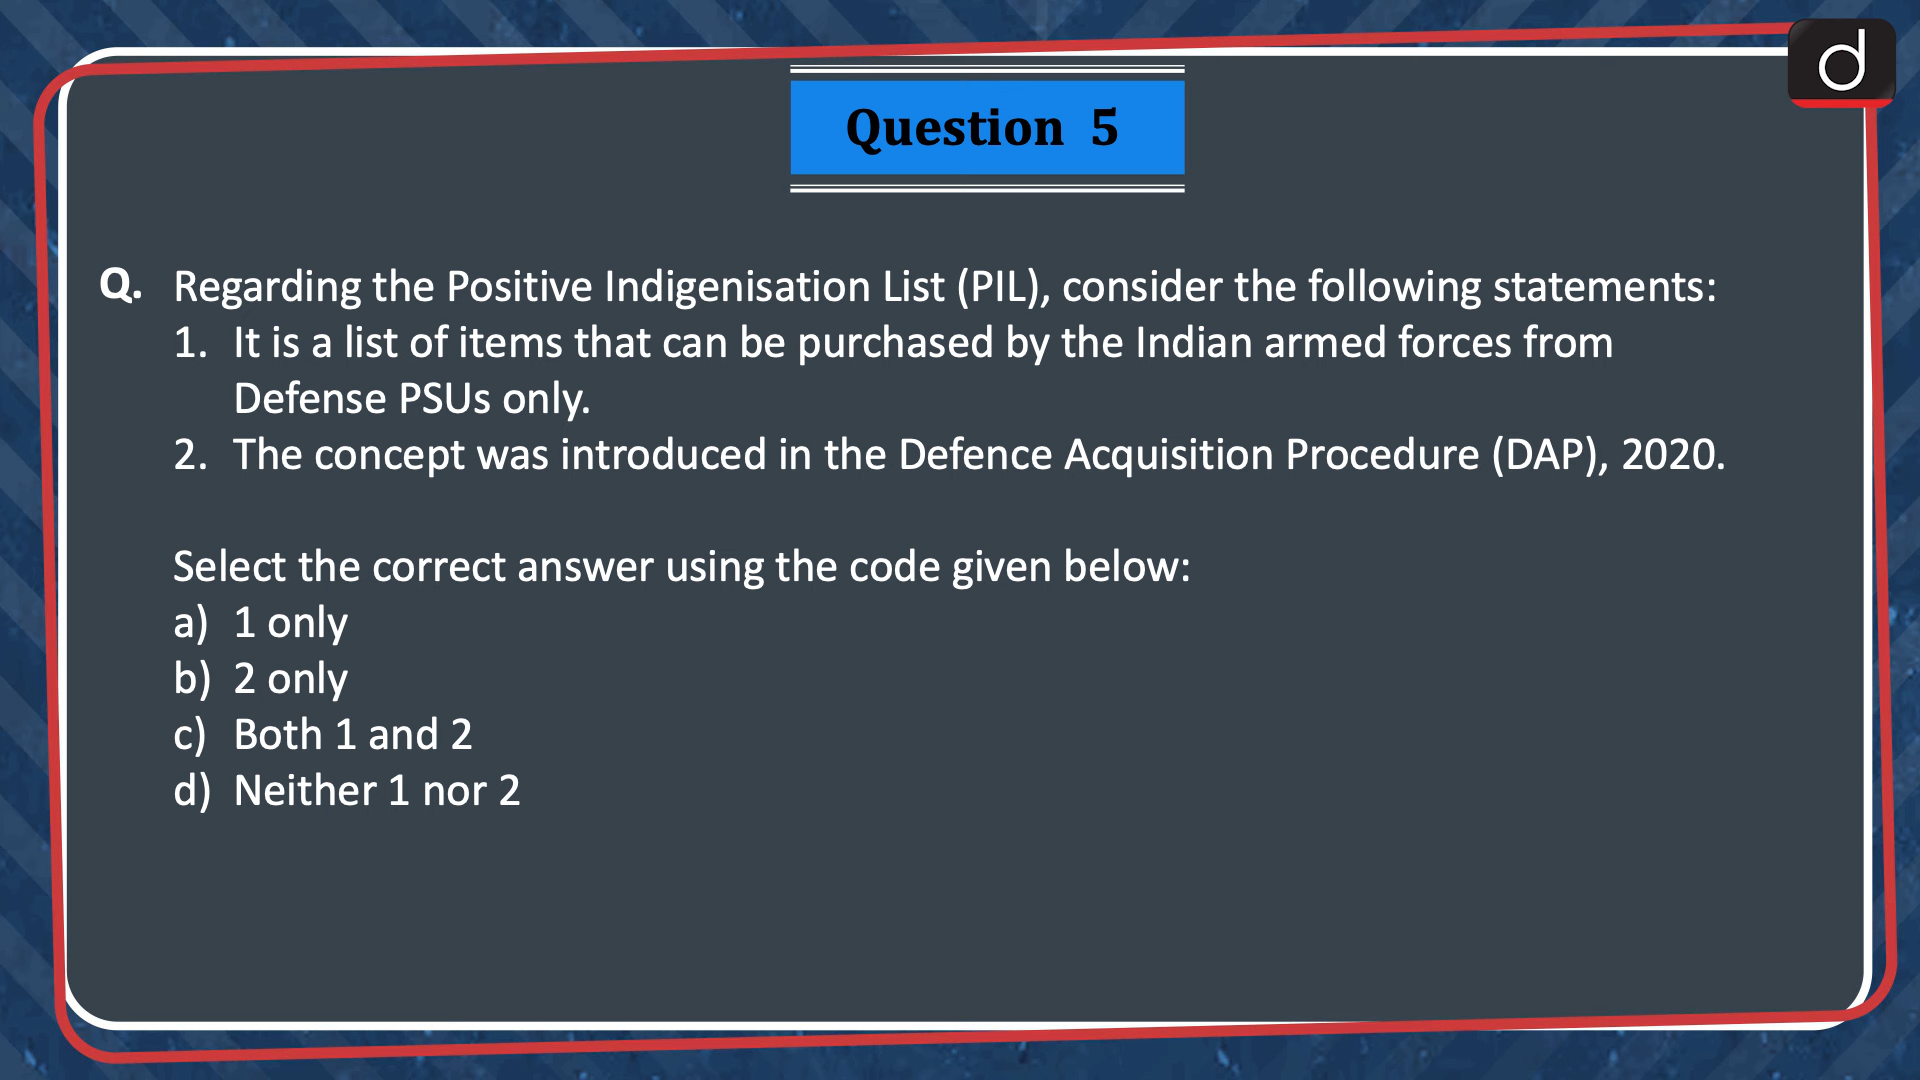 d
Question 5
Q. Regarding the Positive Indigenisation List (PIL), consider the following statements:
1. It is a list of items that can be purchased by the Indian armed forces from
Defense PSUs only.
2. The concept was introduced in the Defence Acquisition Procedure (DAP), 2020.
Select the correct answer using the code given below:
a) 1 only
b) 2 only
c) Both 1 and 2
d) Neither 1 nor 2